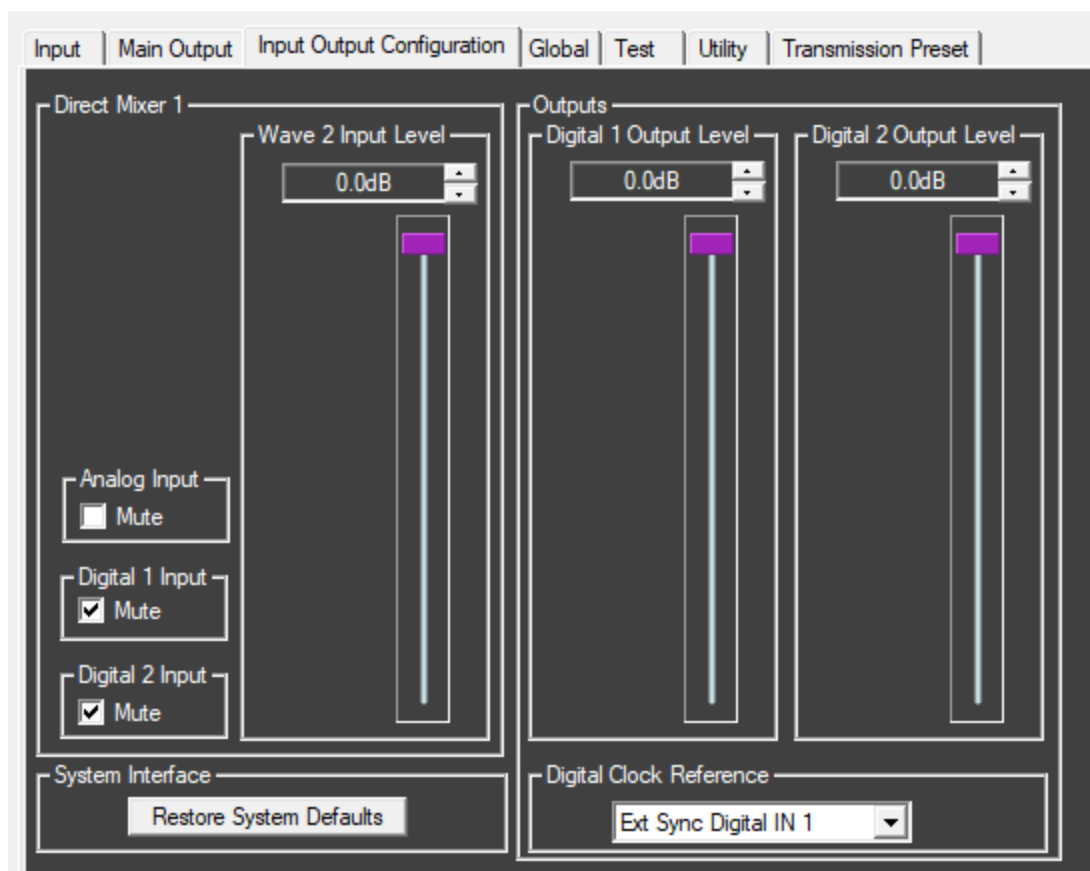 Input
Main Output
Input Output Configuration
Global
Test
Utility
Transmission Preset
Direct Mixer 1
Wave 2 Input Level
0.0dB
Analog Input
Mute
Digital 1 Input
Mute
Digital 2 Input
Mute
System Interface
Restore System Defaults
Outputs
Digital 1 Output Level
0.0dB
Digital 2 Output Level
0.0dB
Digital Clock Reference
Ext Sync Digital IN 1